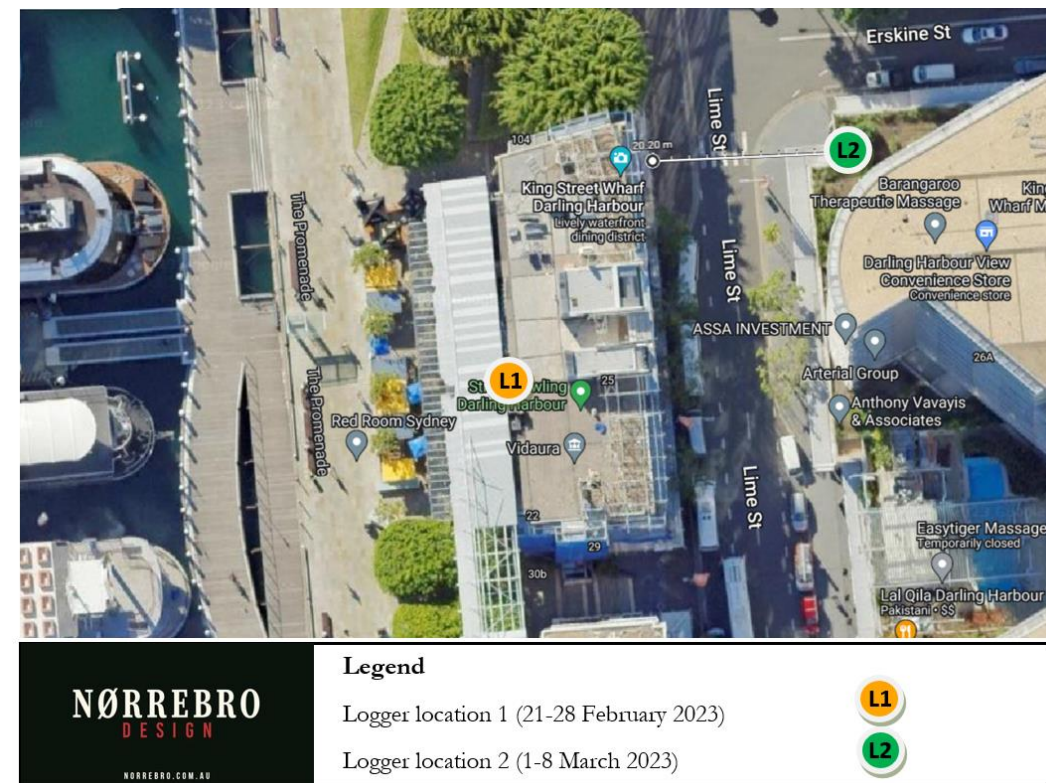 Erskine St
Lime St
104
20.20 m
L2
King Street Wharf
Darling Harbour
Lively waterfront
dining district
Barangaroo
Therapeutic Massage
Kin
Wharf M
The Promenade
Lime St
Darling Harbour View
Convenience Store
Convenience store
ASSA INVESTMENT
26A
Arterial Group
L1
25
St
wling
Darling Harbour
The Promenade
Red Room Sydney
Anthony Vavayis
& Associates
Vidaura
Lime St
22
29
30b
Easytiger Massage
Temporarily closed
Lal Qila Darling Harbour
Pakistani • $$
NØRREBRO
DESIGN
NORREBRO.COM.AU
Legend
Logger location 1 (21-28 February 2023)
L1
Logger location 2 (1-8 March 2023)
L2